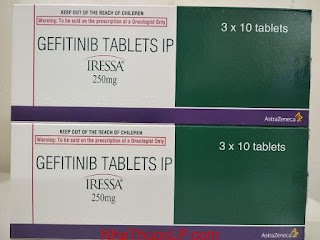 KEEP OUT OF THE REACH OF CHILDREN
Warning: To be sold on the prescription of a Oncologist Only
3 x 10 tablets
GEFITINIB TABLETS IP
IRESSA®
250mg
AstraZeneca
KEEP OUT OF THE REACH OF CHILDREN
Warning: To be sold on the prescription of a Oncologist Only
3 x 10 tablets
GEFITINIB TABLETS IP
IRESSA®
250mg
AstraZeneca